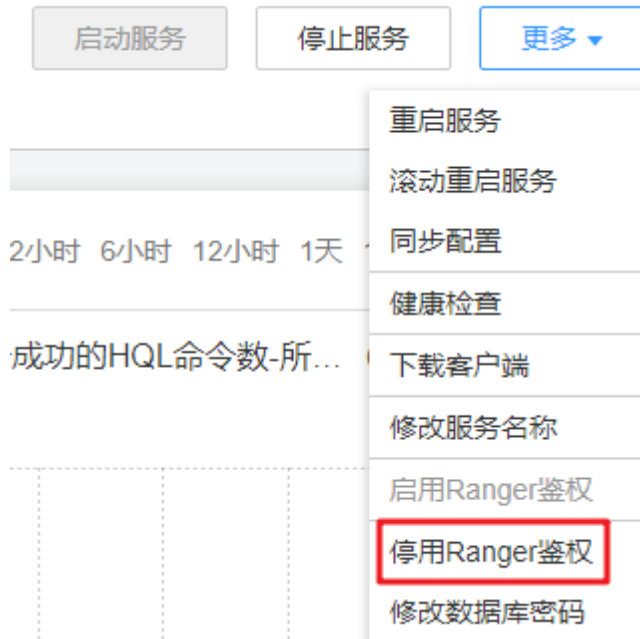 启动服务 停止服务 更多
重启服务
滚动重启服务
2小时 6小时 12小时 1天
同步配置
健康检查
成功的HQL命令数-所...
下载客户端
修改服务名称
启用Ranger鉴权
停用Ranger鉴权
修改数据库密码